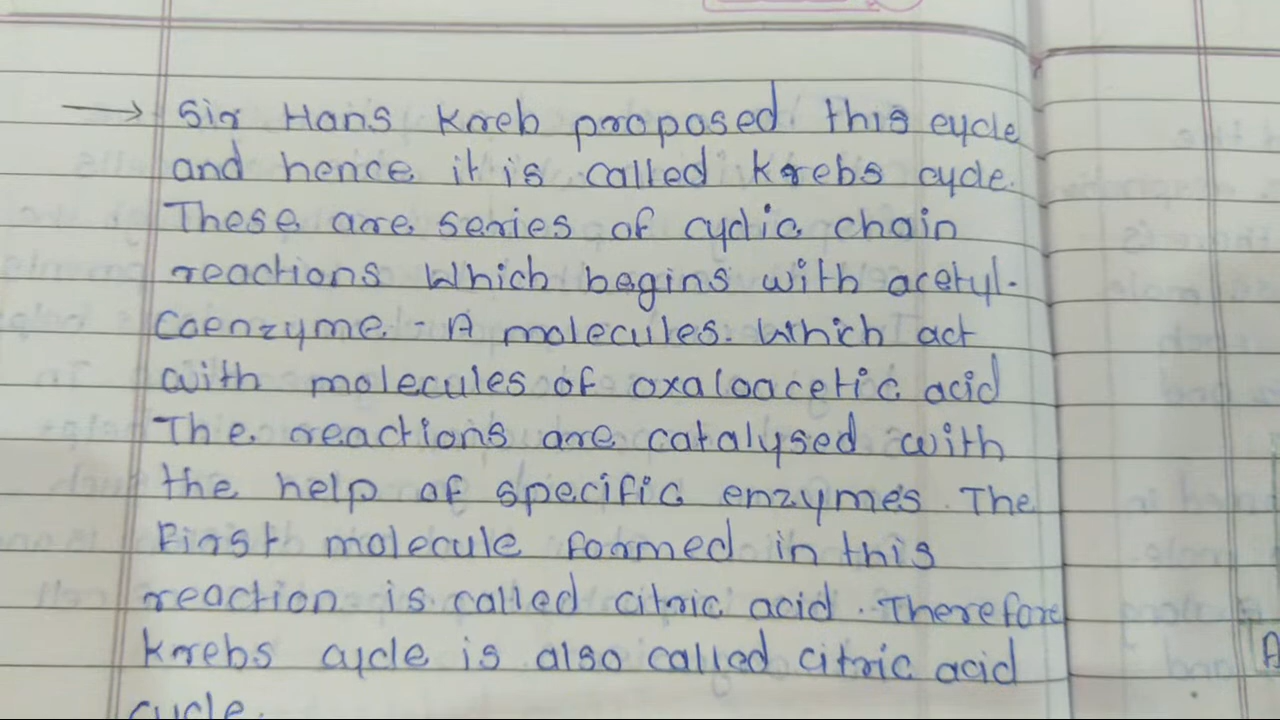 → Sir Hans Kreb proposed this cycle
and hence it is called Krebs cycle.
These are series of cyclic chain
reactions which begins with acetyl-
Coenzyme - A molecules. Which act
with molecules of oxaloacetic acid
The reactions are catalysed with
the help of specific enzymes. The
First molecule formed in this
reaction is called citric acid. Therefore
Krebs cycle is also called citric acid
cycle.